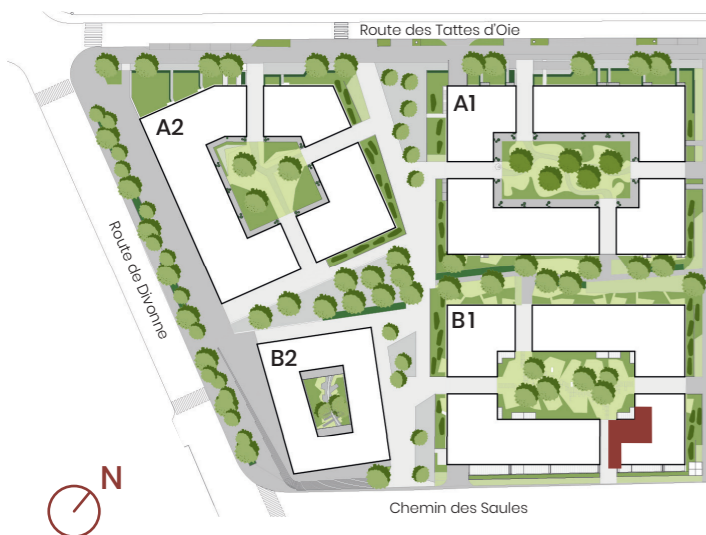 Route des Tattes d'Oie
A2
A1
Route de Divonne
B2
B1
N
Chemin des Saules